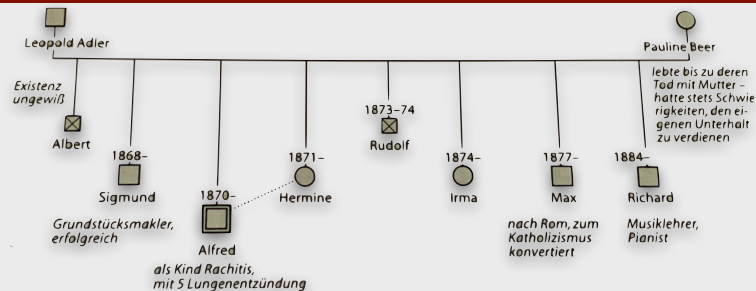 Leopold Adler
Pauline Beer
lebte bis zu deren
Tod mit Mutter –
hatte stets Schwie
rigkeiten, den ei-
genen Unterhalt
zu verdienen
Existenz
ungewiß
Albert
1868-
Sigmund
Grundstücksmakler,
erfolgreich
1870-
Alfred
als Kind Rachitis,
mit 5 Lungenentzündung
1871-
Hermine
1873-74
Rudolf
1874-
Irma
1877-
Max
nach Rom, zum
Katholizismus
konvertiert
1884-
Richard
Musiklehrer,
Pianist